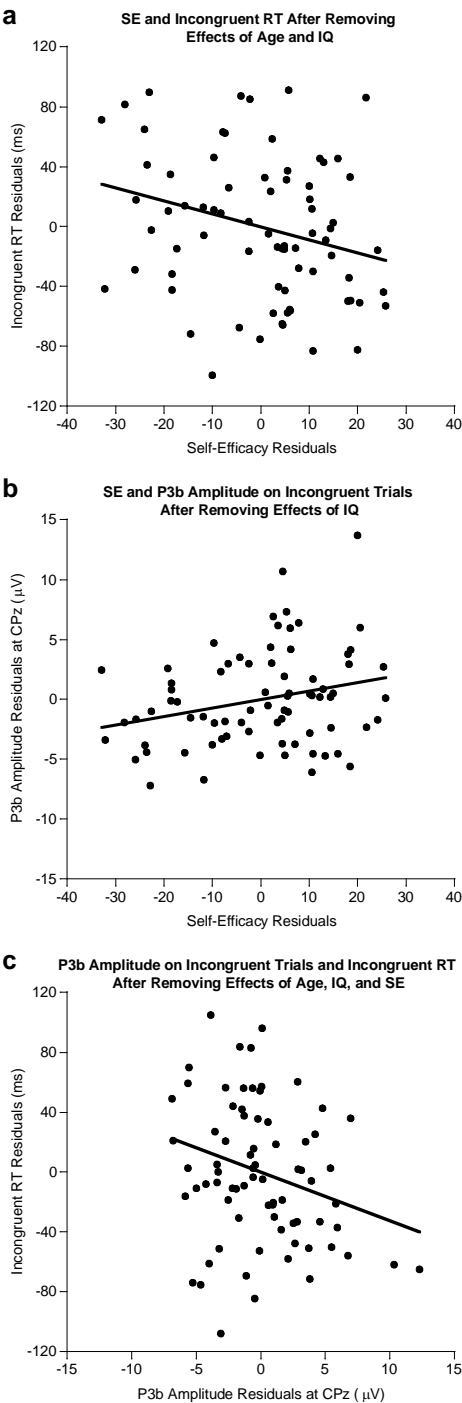 a
SE and Incongruent RT After Removing
Effects of Age and IQ
120
80
40
0
-40
-80
-120
Incongruent RT Residuals (ms)
-40 -30 -20 -10 0 10 20 30 40
Self-Efficacy Residuals
b
SE and P3b Amplitude on Incongruent Trials
After Removing Effects of IQ
15
10
5
0
-5
-10
-15
P3b Amplitude Residuals at CPz ( μV)
-40 -30 -20 -10 0 10 20 30 40
Self-Efficacy Residuals
c
P3b Amplitude on Incongruent Trials and Incongruent RT
After Removing Effects of Age, IQ, and SE
120
80
40
0
-40
-80
-120
Incongruent RT Residuals (ms)
-15 -10 -5 0 5 10 15
P3b Amplitude Residuals at CPz ( μV)